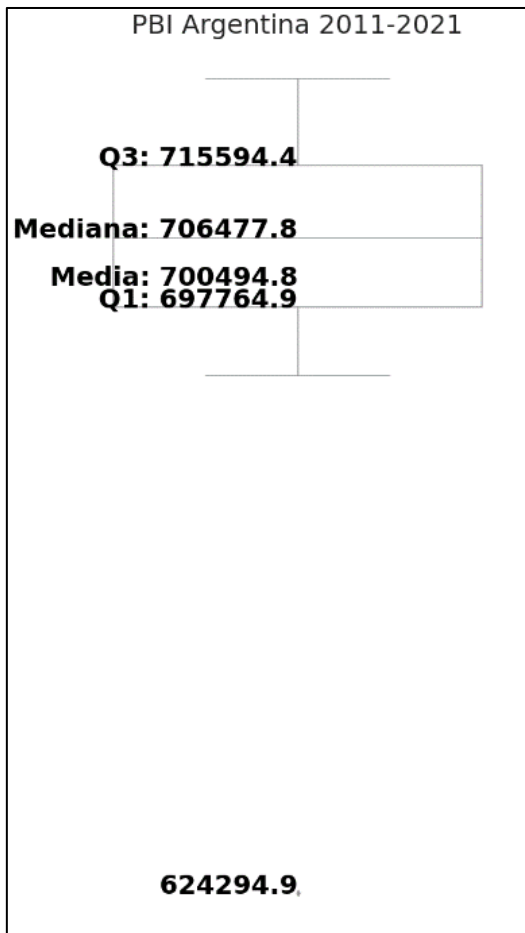 PBI Argentina 2011-2021
Q3: 715594.4
Mediana: 706477.8
Media: 700494.8
Q1: 697764.9
624294.9